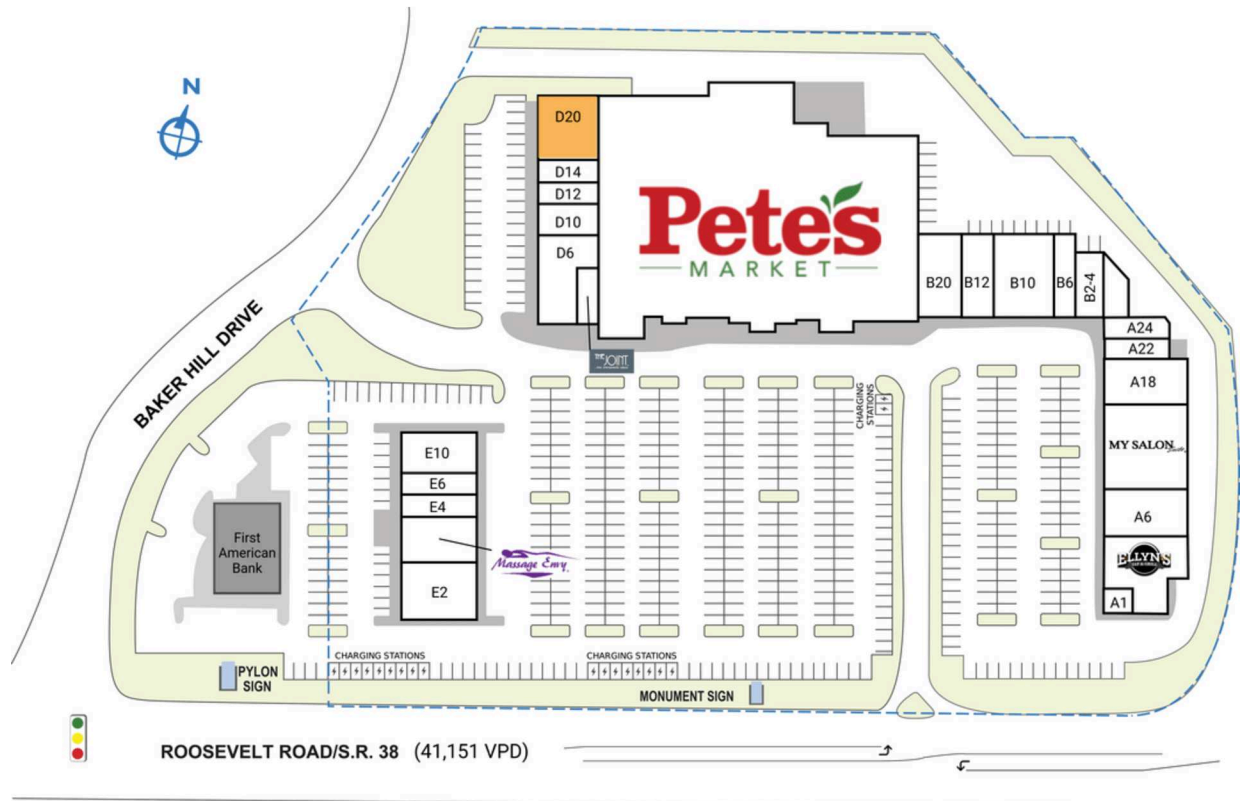 N
D20
D14
D12
D10
D6
Pete's
MARKET
B20
B12
B10
B6
B2-4
A24
A22
A18
MY SALON
A6
ELLYN'S
A1
THE JOINT
CHARGING
STATIONS
BAKER HILL DRIVE
E10
E6
E4
Massage Envy
E2
First
American
Bank
CHARGING STATIONS
CHARGING STATIONS
PYLON
SIGN
MONUMENT SIGN
ROOSEVELT ROAD/S.R. 38 (41,151 VPD)